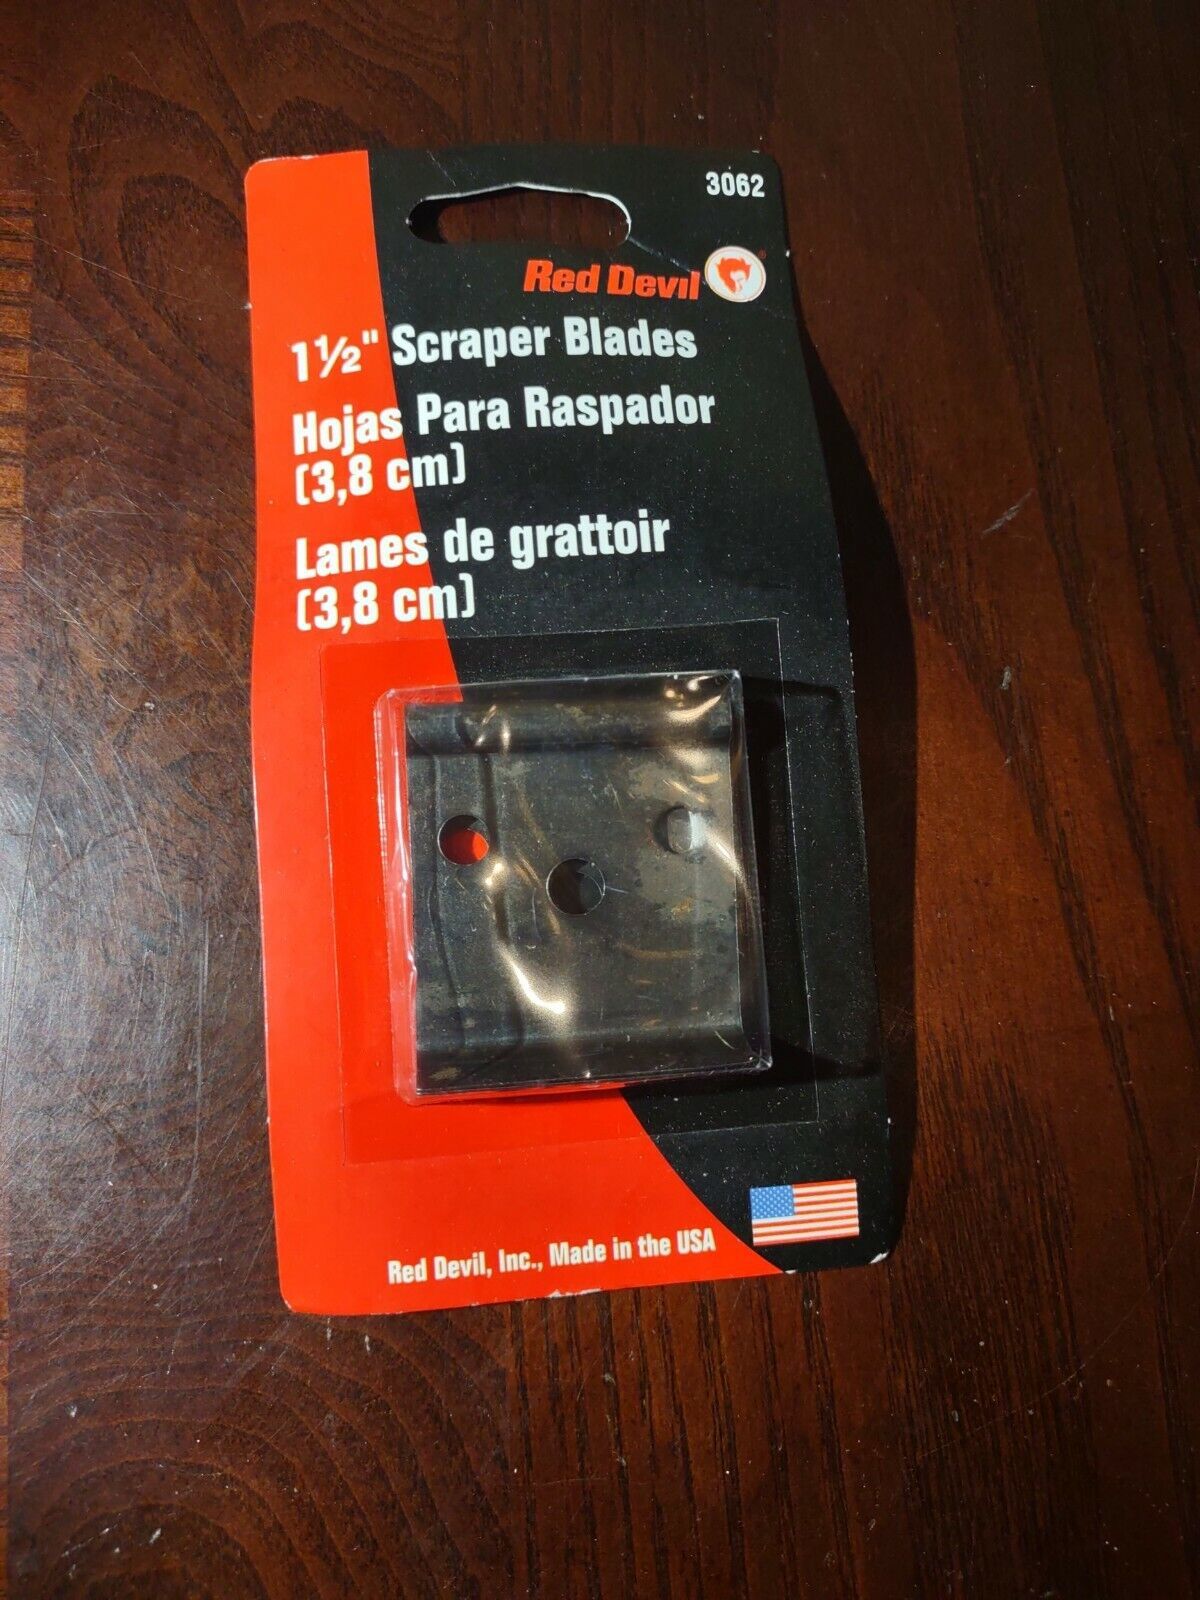 3062
Red Devil ®
1½" Scraper Blades
Hojas Para Raspador
(3,8 cm)
Lames de grattoir
(3,8 cm)
Red Devil, Inc., Made in the USA